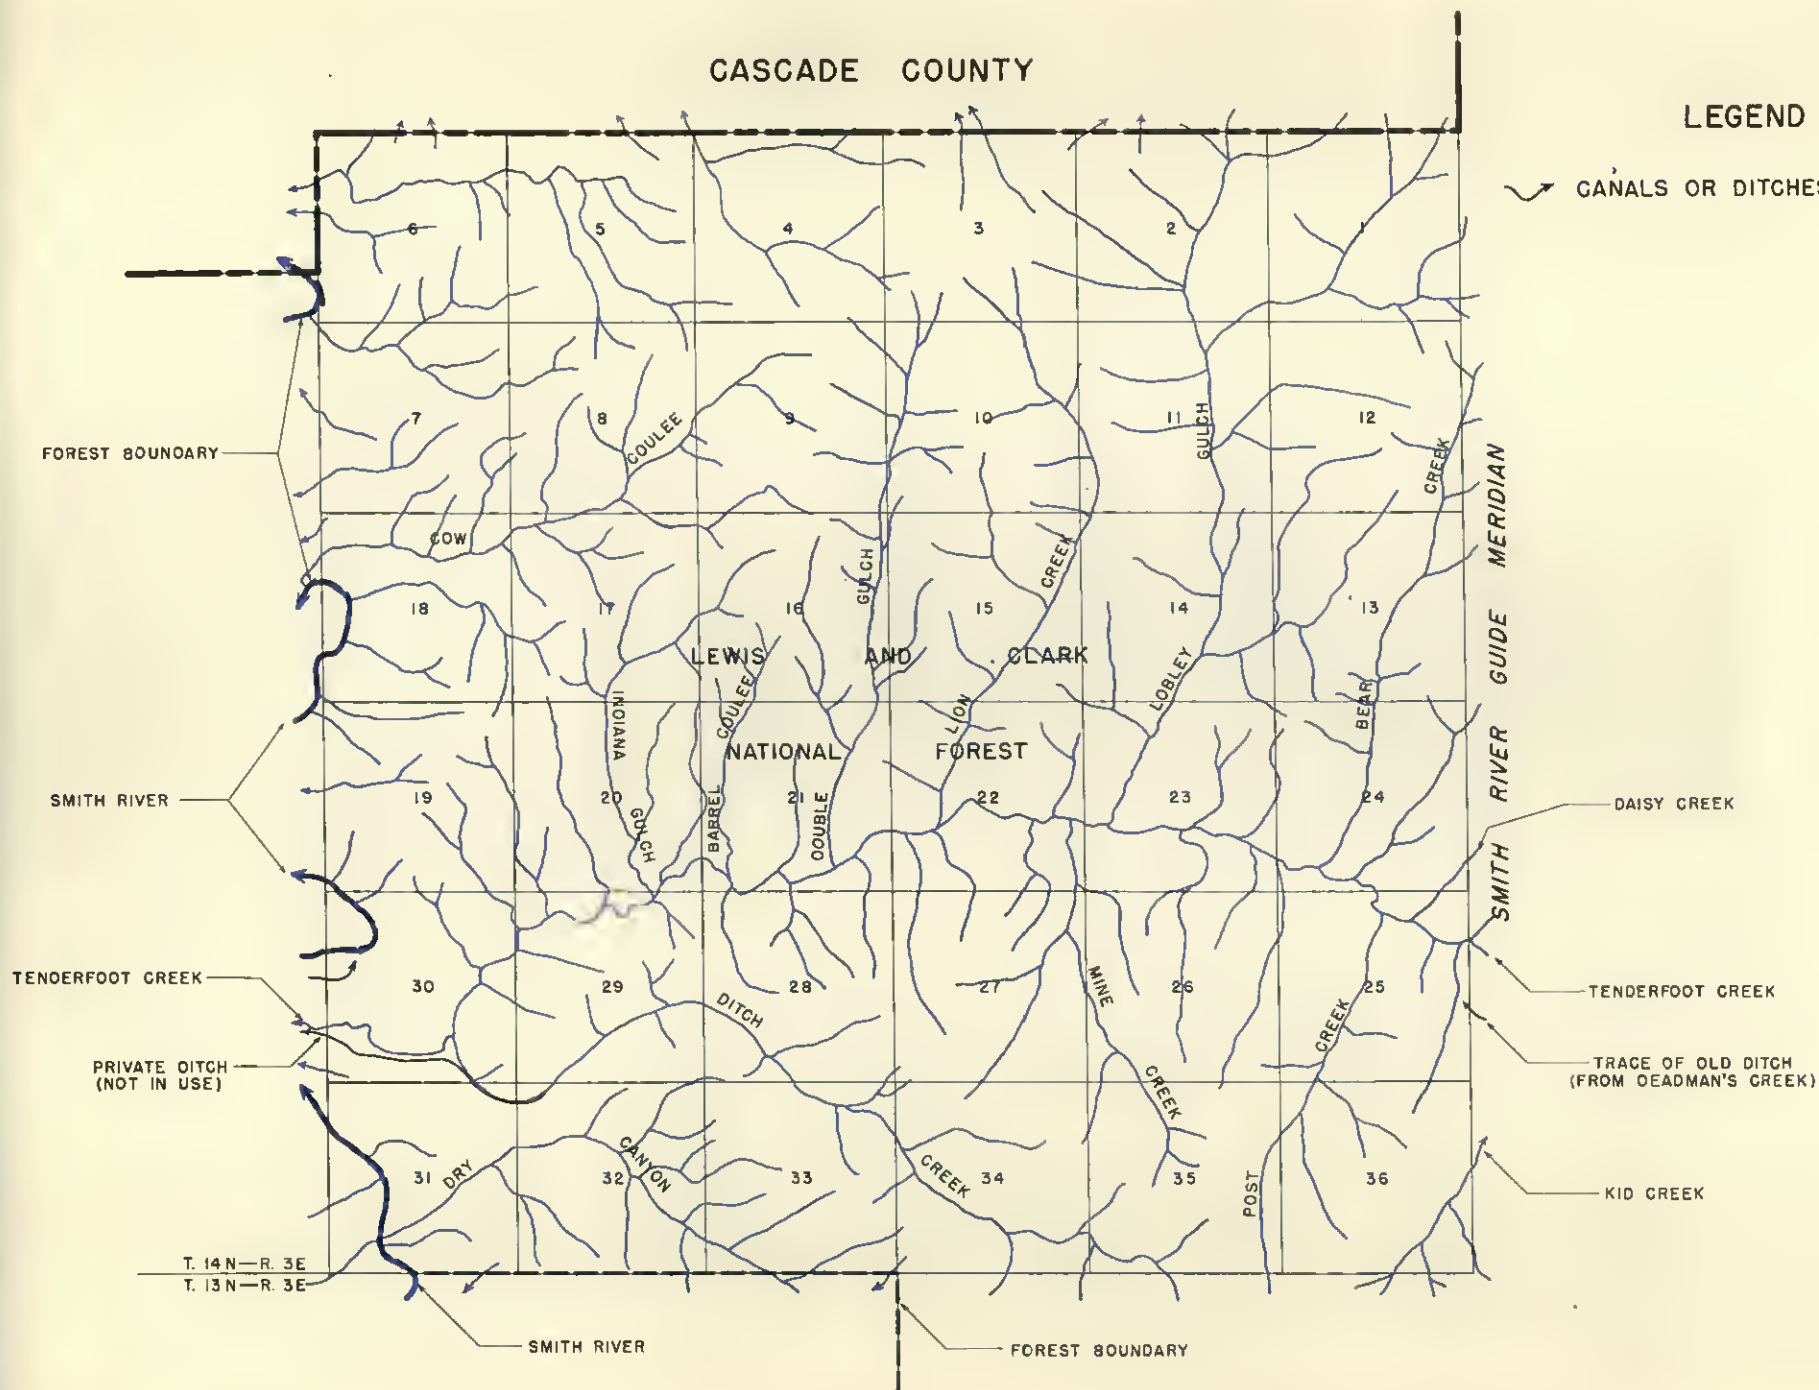 CASCADE COUNTY
LEGEND
CANALS OR DITCHES
6
5
4
3
2
1
7
8
9
10
11
12
COULEE
GULCH
CREEK
FOREST BOUNDARY
SMITH RIVER GUIDE MERIDIAN
COW
GULCH
CREEK
18
17
16
15
14
13
LEWIS AND CLARK
NATIONAL FOREST
INDIANA
GULCH
COULEE
BARREL
DOUBLE
LION
LOBLEY
BEAR
SMITH RIVER
19
20
21
22
23
24
DAISY CREEK
TENDERFOOT CREEK
30
29
28
27
26
25
DITCH
MINE
CREEK
CREEK
TENDERFOOT CREEK
PRIVATE DITCH
(NOT IN USE)
TRACE OF OLD DITCH
(FROM DEADMAN'S CREEK)
31
32
33
34
35
36
DRY
CANYON
CREEK
POST
KID CREEK
T. 14N—R. 3E
T. 13N—R. 3E
SMITH RIVER
FOREST BOUNDARY